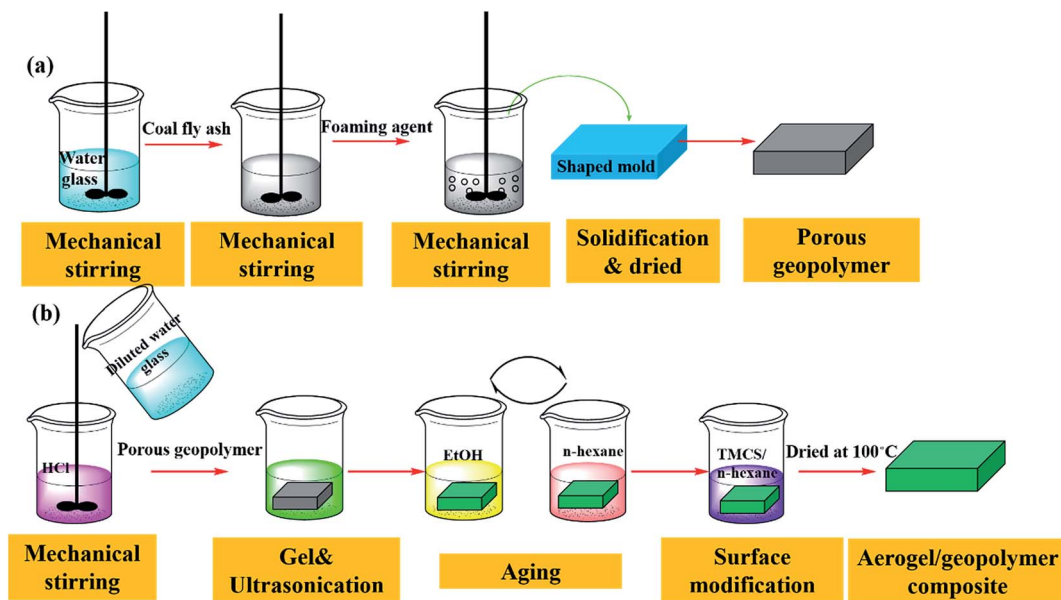 (a)
Coal fly ash
Foaming agent
Water
glass
Shaped mold
Mechanical
stirring
Mechanical
stirring
Mechanical
stirring
Solidification
& dried
Porous
geopolymer
(b)
Diluted water
glass
HCl
Porous geopolymer
EtOH
n-hexane
TMCS/
n-hexane
Dried at 100°C
Mechanical
stirring
Gel&
Ultrasonication
Aging
Surface
modification
Aerogel/geopolymer
composite